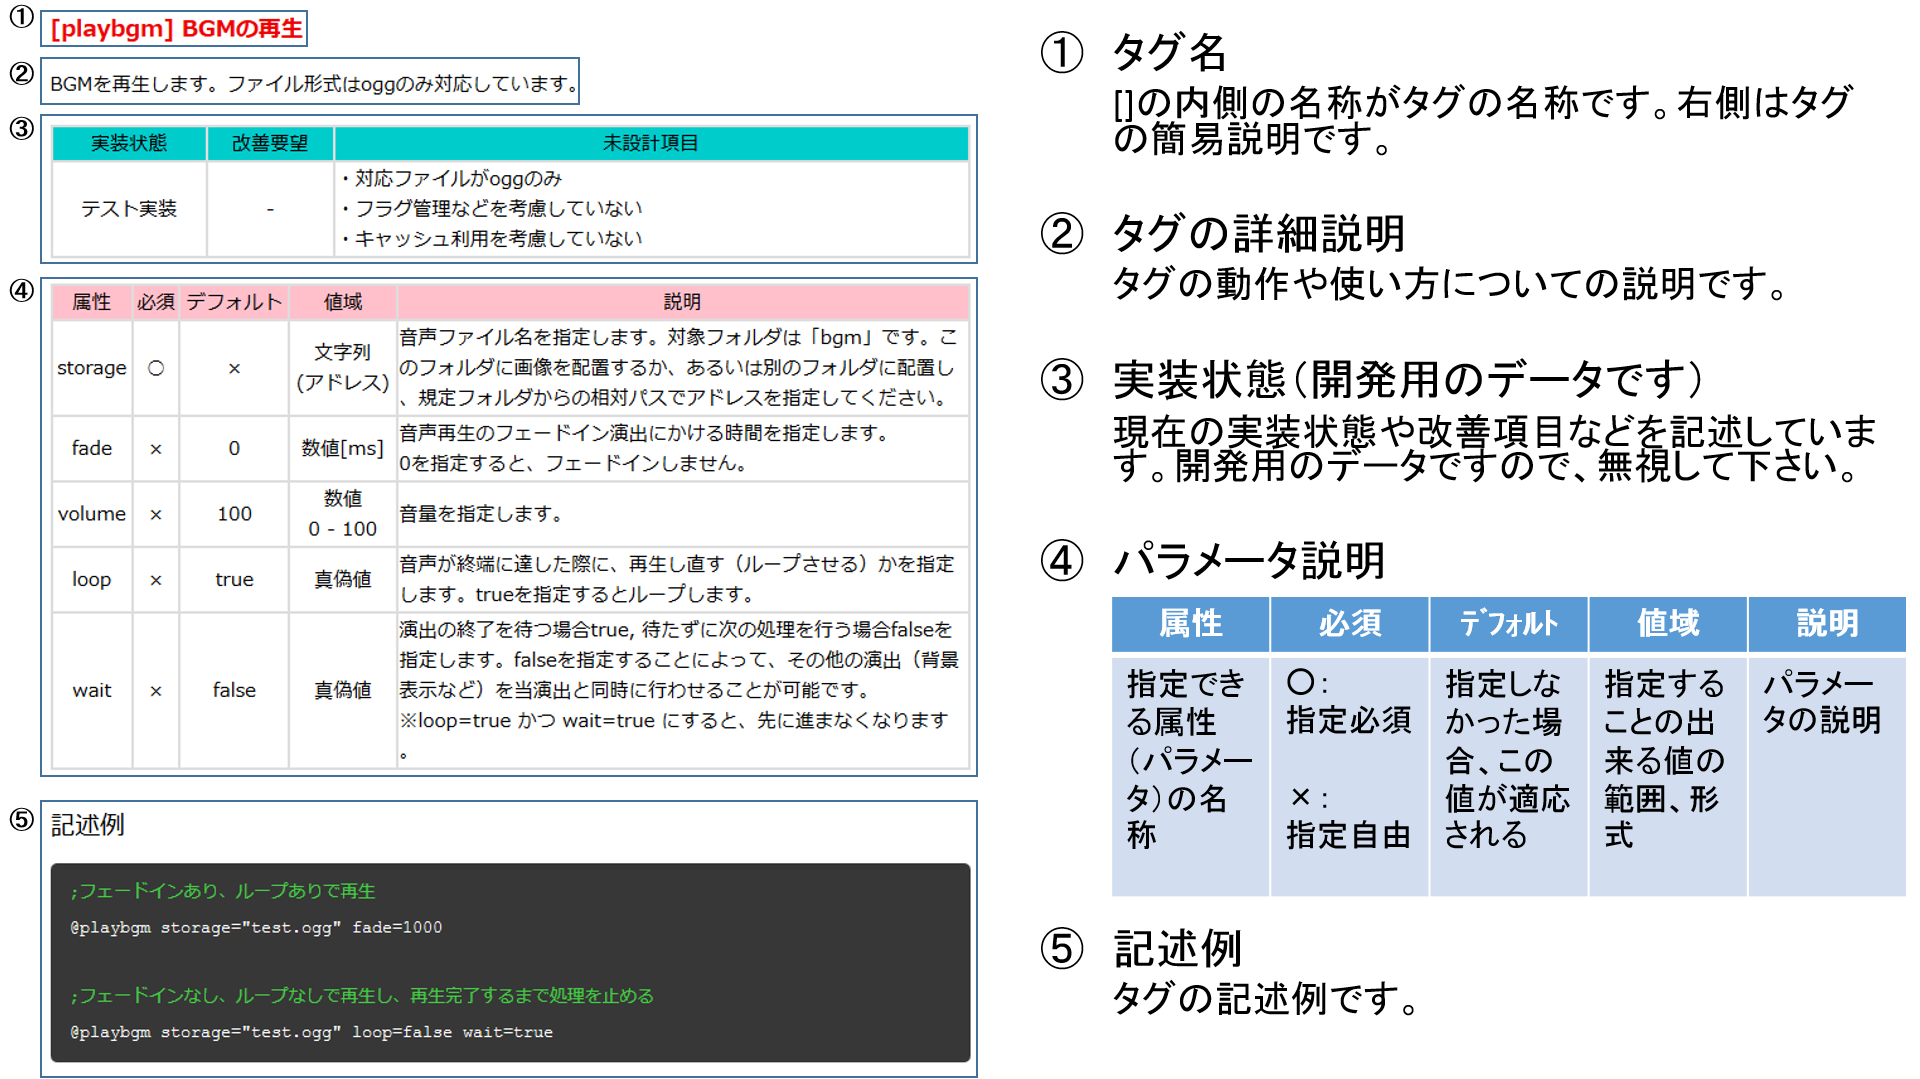 ①
[playbgm] BGMの再生
②
BGMを再生します。ファイル形式はoggのみ対応しています。
③
実装状態 改善要望 未設計項目
テスト実装 - ・対応ファイルがoggのみ
・フラグ管理などを考慮していない
・キャッシュ利用を考慮していない
④
属性 必須 デフォルト 値域 説明
storage ○ × 文字列
(アドレス)
音声ファイル名を指定します。対象フォルダは「bgm」です。こ
のフォルダに画像を配置するか、あるいは別のフォルダに配置し
、規定フォルダからの相対パスでアドレスを指定してください。
fade × 0 数値[ms]
音声再生のフェードイン演出にかける時間を指定します。
0を指定すると、フェードインしません。
volume × 100 数値
0 - 100
音量を指定します。
loop × true 真偽値
音声が終端に達した際に、再生し直す（ループさせる）かを指定
します。trueを指定するとループします。
wait × false 真偽値
演出の終了を待つ場合true, 待たずに次の処理を行う場合falseを
指定します。falseを指定することによって、その他の演出（背景
表示など）を当演出と同時に行わせることが可能です。
※loop=true かつ wait=true にすると、先に進まなくなります
。
⑤
記述例
;フェードインあり、ループありで再生
@playbgm storage="test.ogg" fade=1000
;フェードインなし、ループなしで再生し、再生完了するまで処理を止める
@playbgm storage="test.ogg" loop=false wait=true
① タグ名
[]の内側の名称がタグの名称です。右側はタグ
の簡易説明です。
② タグの詳細説明
タグの動作や使い方についての説明です。
③ 実装状態（開発用のデータです）
現在の実装状態や改善項目などを記述していま
す。開発用のデータですので、無視して下さい。
④ パラメータ説明
属性 必須 デフォルト 値域 説明
指定でき
る属性
（パラメー
タ）の名
称
○：
指定必須
×：
指定自由
指定しな
かった場
合、この
値が適応
される
指定する
ことの出
来る値の
範囲、形
式
パラメー
タの説明
⑤ 記述例
タグの記述例です。